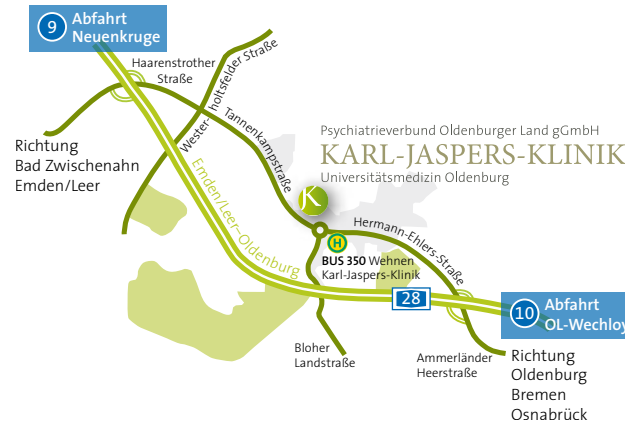 9
Abfahrt
Neuenkruge
Haarenstrother
Straße
Wester-holtsfelder Straße
Tannenkampstraße
Richtung
Bad Zwischenahn
Emden/Leer
Emden/Leer–Oldenburg
Psychiatrieverbund Oldenburger Land gGmbH
KARL-JASPERS-KLINIK
Universitätsmedizin Oldenburg
K
Hermann-Ehlers-Straße
H
BUS 350 Wehnen
Karl-Jaspers-Klinik
28
10
Abfahrt
OL-Wechloy
Bloher
Landstraße
Ammerländer
Heerstraße
Richtung
Oldenburg
Bremen
Osnabrück